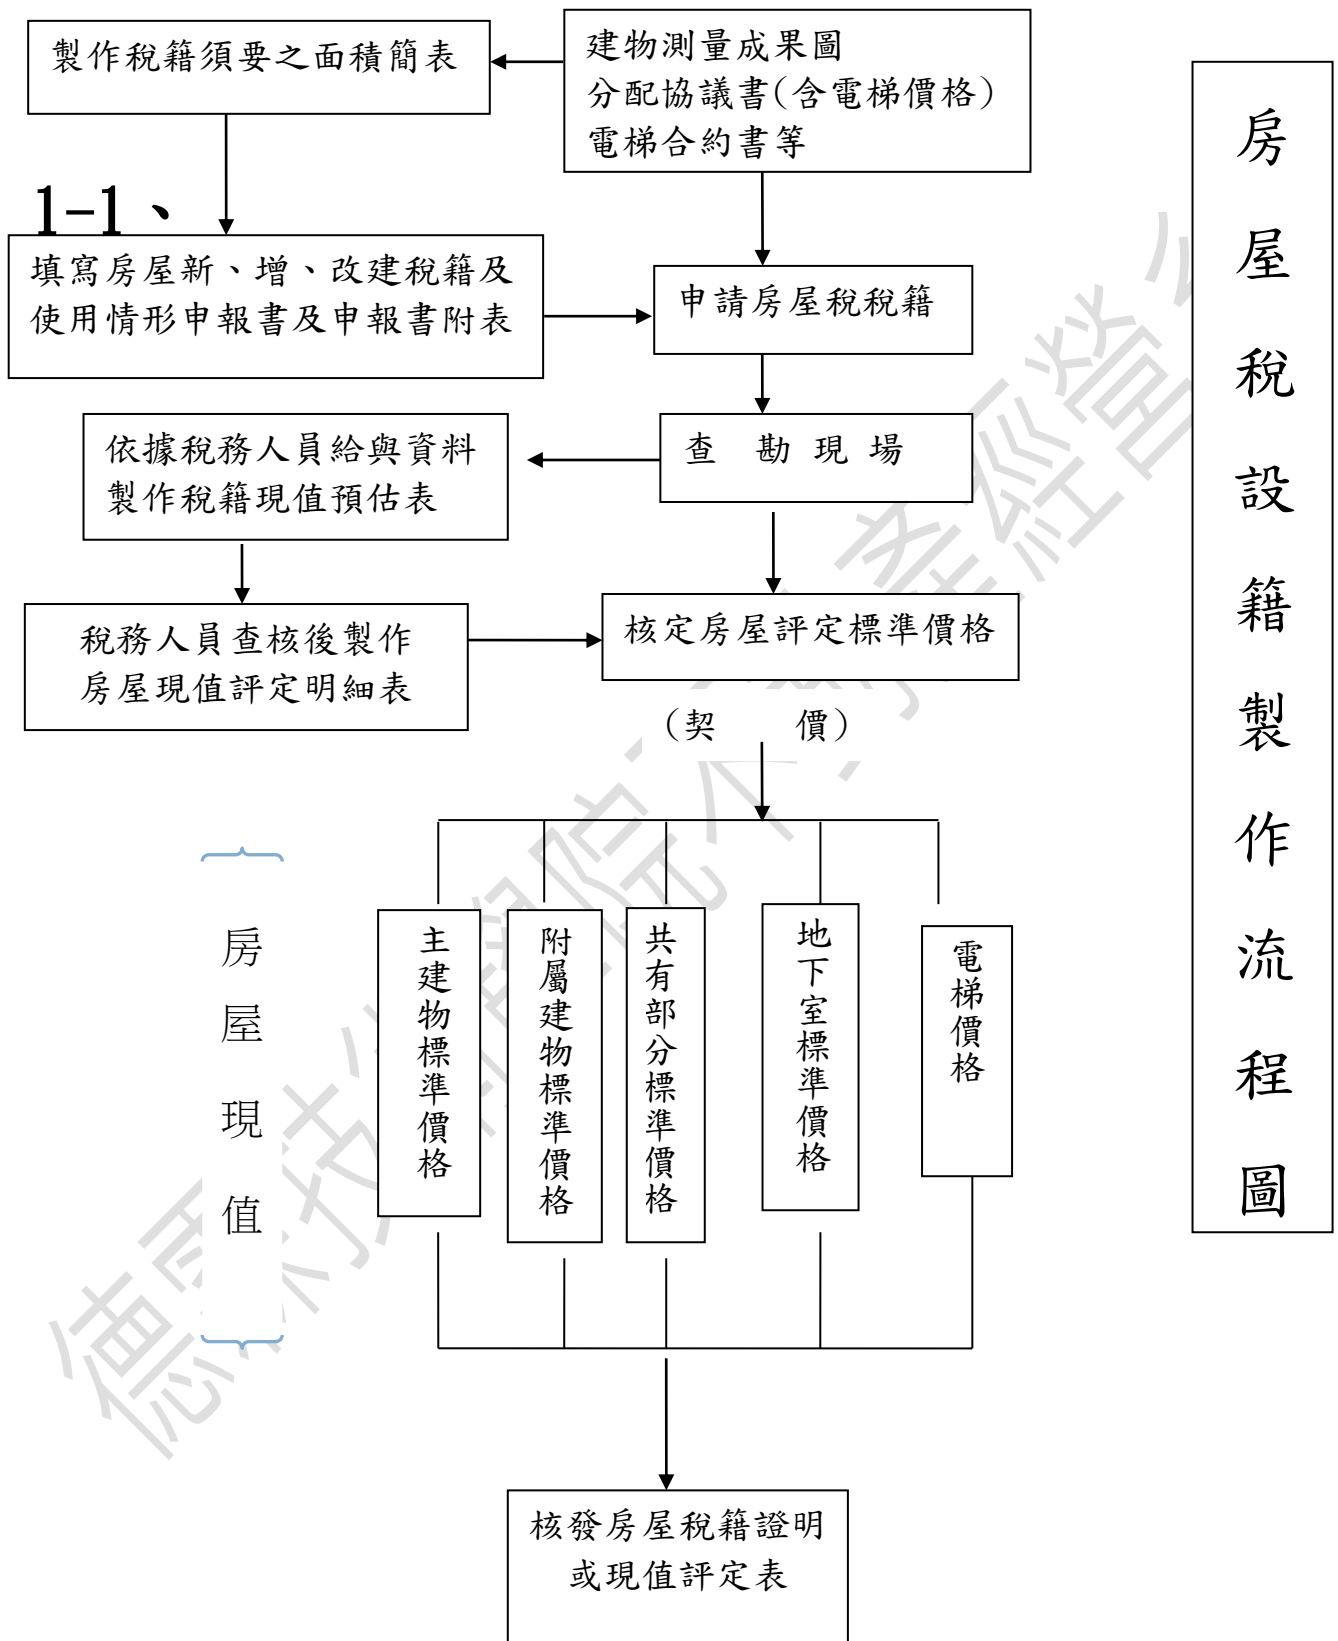 製作稅籍須要之面積簡表
建物測量成果圖
分配協議書(含電梯價格)
電梯合約書等
房屋稅設籍製作流程圖
1-1、
填寫房屋新、增、改建稅籍及
使用情形申報書及申報書附表
申請房屋稅稅籍
依據稅務人員給與資料
製作稅籍現值預估表
查 勘 現 場
稅務人員查核後製作
房屋現值評定明細表
核定房屋評定標準價格
(契 價)
房屋現值
主建物標準價格
附屬建物標準價格
共有部分標準價格
地下室標準價格
電梯價格
核發房屋稅籍證明
或現值評定表